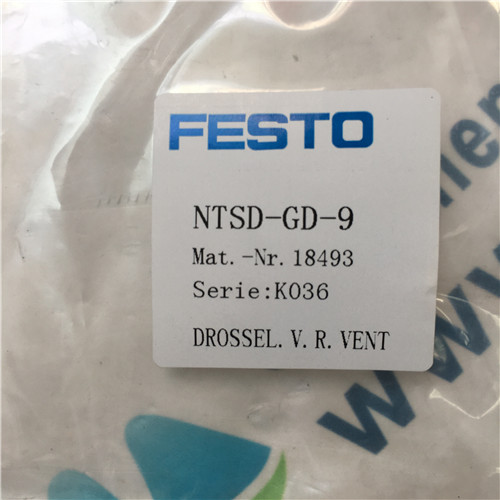 FESTO
NTSD-GD-9
Mat.-Nr.18493
Serie:K036
DROSSEL.V.R.VENT